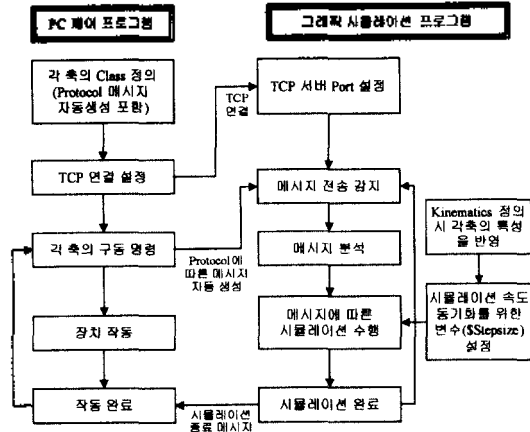 PC 제어 프로그램
그래픽 시뮬레이션 프로그램
각 축의 Class 정의
(Protocol 메시지
자동생성 포함)
TCP
연결
TCP 서버 Port 설정
TCP 연결 설정
메시지 전송 감지
Kinematics 정의
시 각축의 특성
을 반영
각 축의 구동 명령
Protocol에
따른 메시지
자동 생성
메시지 분석
장치 작동
메시지에 따른
시뮬레이션 수행
시뮬레이션 속도
동기화를 위한
변수($Stepsize)
설정
작동 완료
시뮬레이션
종료 메시지
시뮬레이션 완료